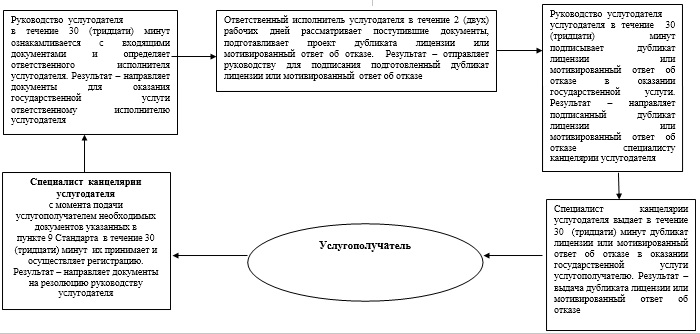 Руководство услугодателя
в течение 30 (тридцати) минут
ознакамливается с входящими
документами и определяет
ответственного исполнителя
услугодателя. Результат – направляет
документы для оказания
государственной услуги
ответственному исполнителю
услугодателя
Ответственный исполнитель услугодателя в течение 2 (двух)
рабочих дней рассматривает поступившие документы,
подготавливает проект дубликата лицензии или
мотивированный ответ об отказе. Результат – отправляет
руководству для подписания подготовленный дубликат
лицензии или мотивированный ответ об отказе
Руководство услугодателя
услугодателя в течение 30
(тридцати) минут
подписывает дубликат
лицензии или
мотивированный ответ об
отказе в оказании
государственной услуги.
Результат – направляет
подписанный дубликат
лицензии или
мотивированный ответ об
отказе специалисту
канцелярии услугодателя
Специалист канцелярии
услугодателя
с момента подачи
услугополучателем необходимых
документов указанных в
пункте 9 Стандарта в течение 30
(тридцати) минут их принимает и
осуществляет регистрацию.
Результат – направляет документы
на резолюцию руководству
услугодателя
Услугополучатель
Специалист канцелярии
услугодателя выдает в течение
30 (тридцати) минут дубликат
лицензии или мотивированный
ответ об отказе в оказании
государственной услуги
услугополучателю. Результат –
выдача дубликата лицензии или
мотивированного ответ об
отказе